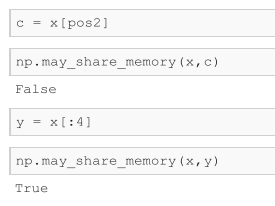 c = x[pos2]
np.may_share_memory(x,c)
False
y = x[:4]
np.may_share_memory(x,y)
True